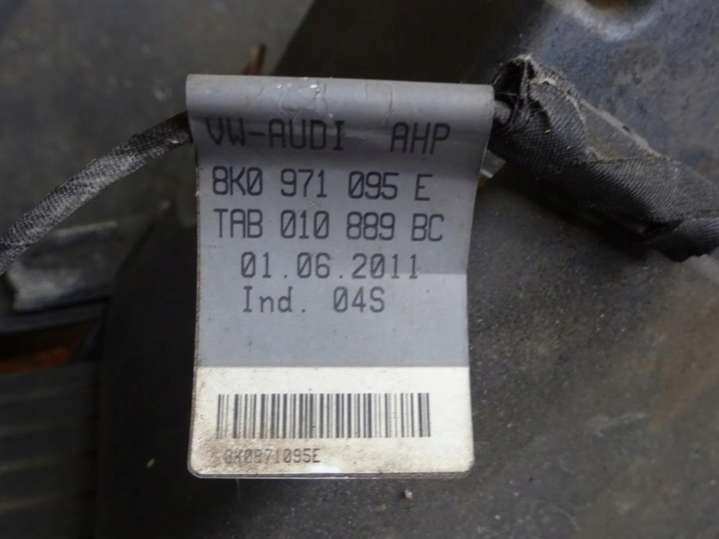 VW-AUDI AHP
8K0 971 095 E
TAB 010 889 BC
01.06.2011
Ind. 04S
8K0971095E